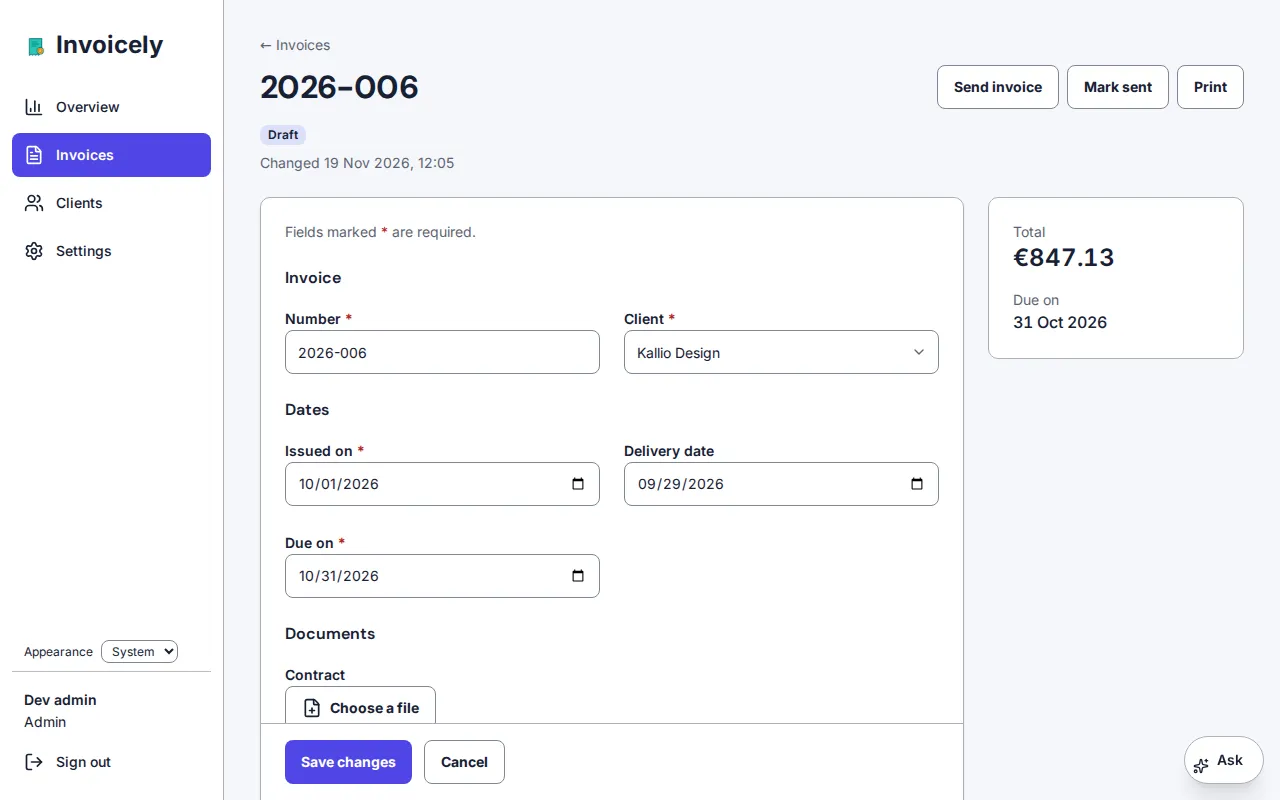 Invoicely
Overview
Invoices
Clients
Settings
Appearance System
Dev admin
Admin
Sign out
← Invoices
2026-006
Send invoice
Mark sent
Print
Draft
Changed 19 Nov 2026, 12:05
Fields marked * are required.
Invoice
Number *
2026-006
Client *
Kallio Design
Dates
Issued on *
10/01/2026
Delivery date
09/29/2026
Due on *
10/31/2026
Documents
Contract
Choose a file
Save changes
Cancel
Total
€847.13
Due on
31 Oct 2026
Ask